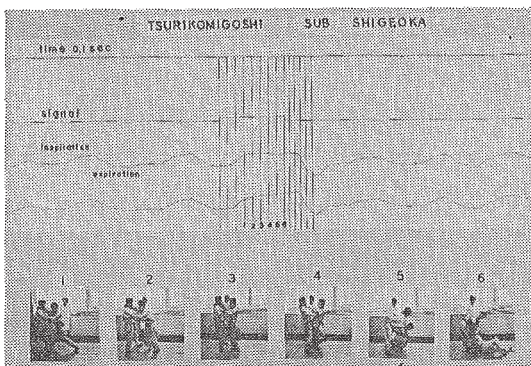 TSURIKOMIGOSHI SUB SHIGEOKA
time 0.1 sec
signal
inspiration
expiration
1 2 3 4 5 6
1 2 3 4 5 6